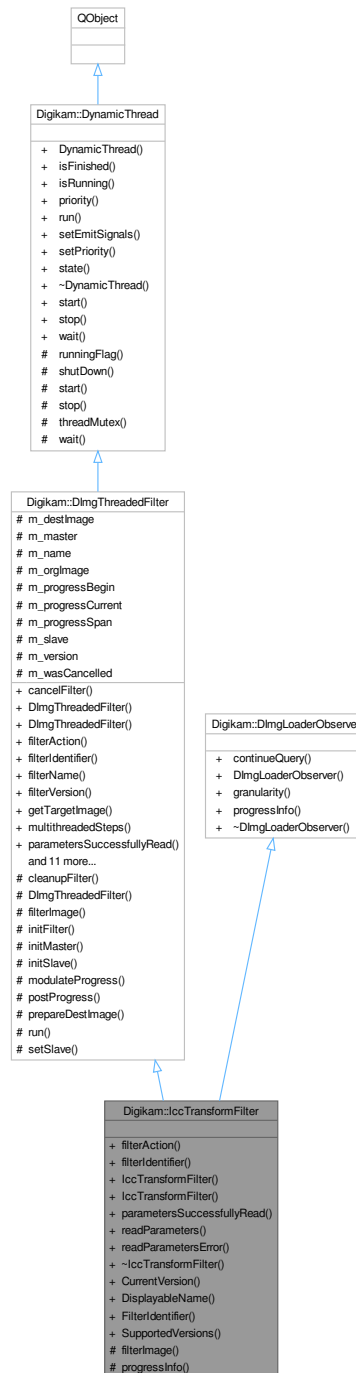 QObject
Digikam::DynamicThread
+ DynamicThread()
+ isFinished()
+ isRunning()
+ priority()
+ run()
+ setEmitSignals()
+ setPriority()
+ state()
+ ~DynamicThread()
+ start()
+ stop()
+ wait()
# runningFlag()
# shutDown()
# start()
# stop()
# threadMutex()
# wait()
Digikam::DImgThreadedFilter
# m_destImage
# m_master
# m_name
# m_orgImage
# m_progressBegin
# m_progressCurrent
# m_progressSpan
# m_slave
# m_version
# m_wasCancelled
+ cancelFilter()
+ DImgThreadedFilter()
+ DImgThreadedFilter()
+ filterAction()
+ filterIdentifier()
+ filterName()
+ filterVersion()
+ getTargetImage()
+ multithreadedSteps()
+ parametersSuccessfullyRead()
and 11 more...
# cleanupFilter()
# DImgThreadedFilter()
# filterImage()
# initFilter()
# initMaster()
# initSlave()
# modulateProgress()
# postProgress()
# prepareDestImage()
# run()
# setSlave()
Digikam::DImgLoaderObserver
+ continueQuery()
+ DImgLoaderObserver()
+ granularity()
+ progressInfo()
+ ~DImgLoaderObserver()
Digikam::IccTransformFilter
+ filterAction()
+ filterIdentifier()
+ IccTransformFilter()
+ IccTransformFilter()
+ parametersSuccessfullyRead()
+ readParameters()
+ readParametersError()
+ ~IccTransformFilter()
+ CurrentVersion()
+ DisplayableName()
+ FilterIdentifier()
+ SupportedVersions()
# filterImage()
# progressInfo()